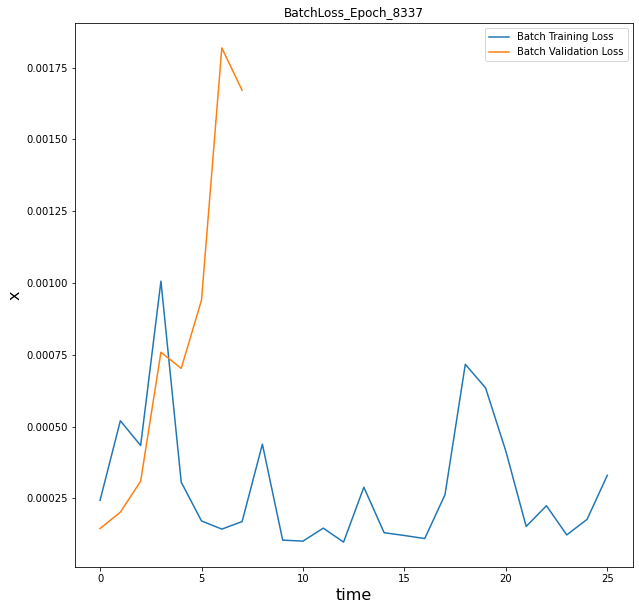 BatchLoss_Epoch_8337
Batch Training Loss
Batch Validation Loss
0.00175
0.00150
0.00125
0.00100
0.00075
0.00050
0.00025
x
0 5 10 15 20 25
time